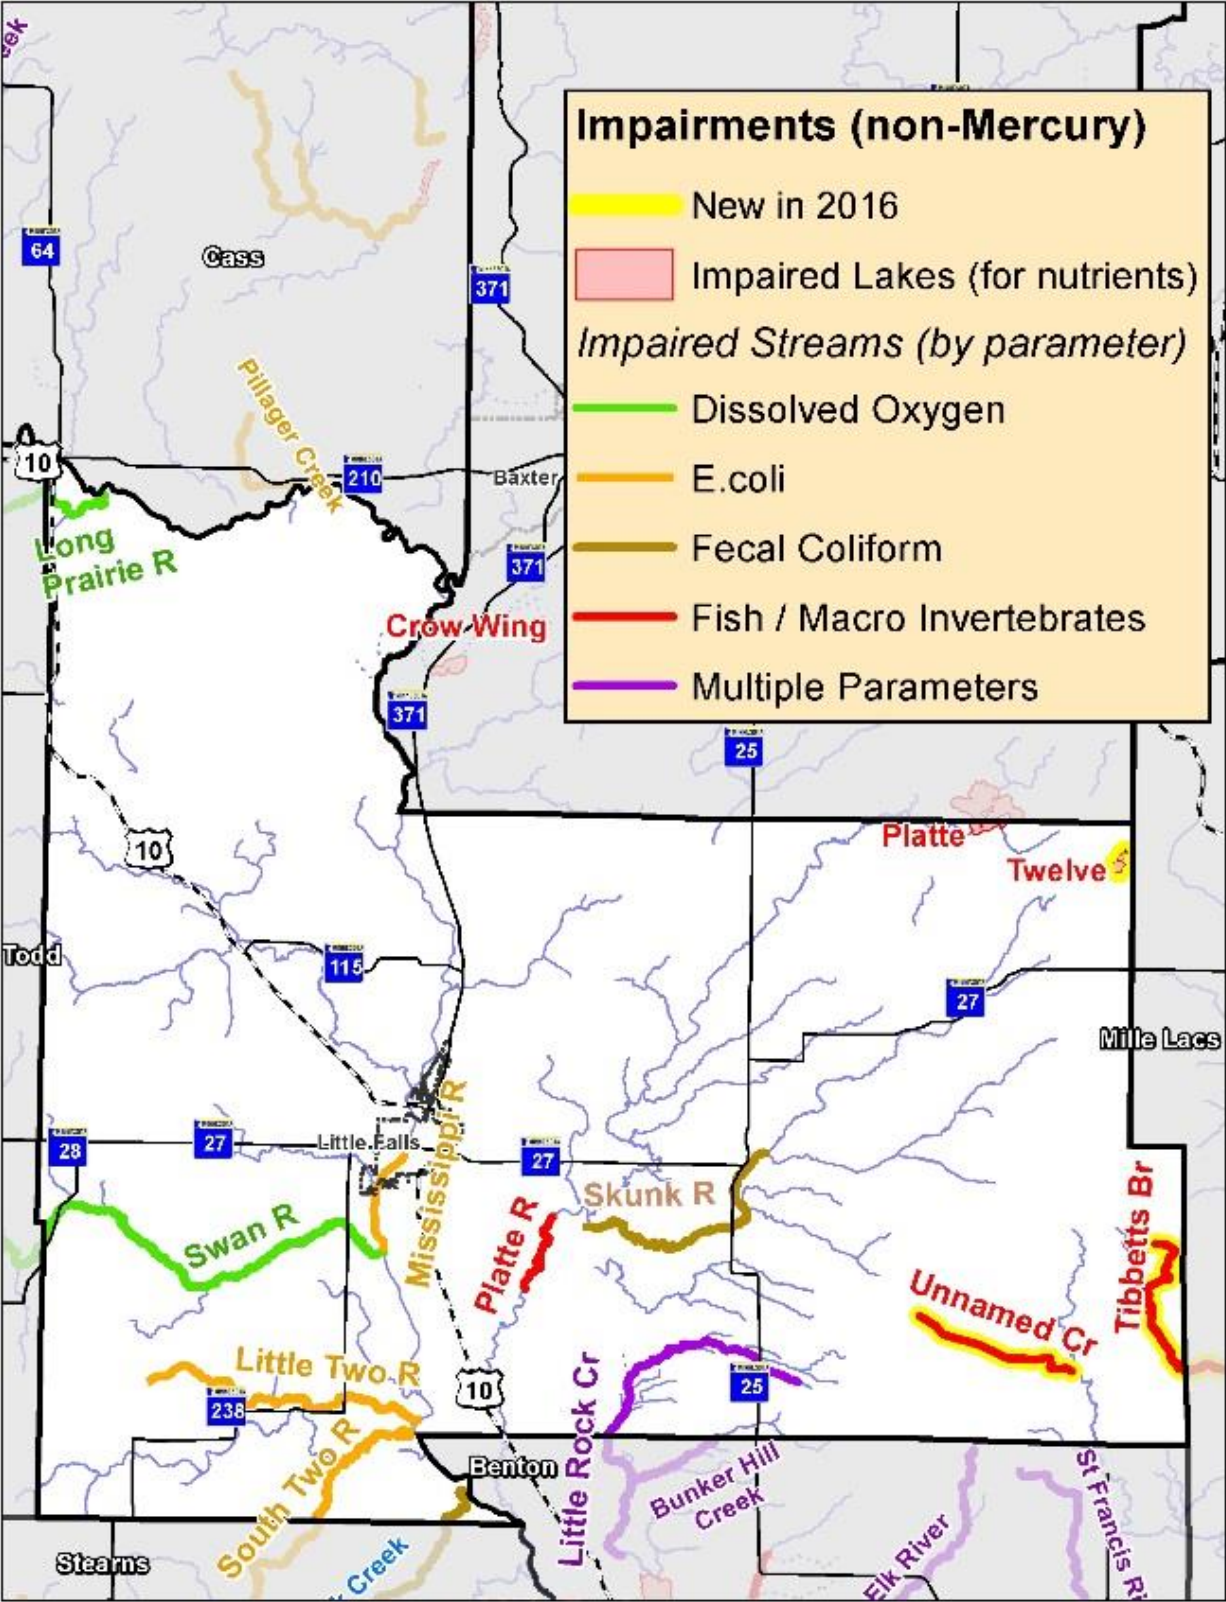 eek
Impairments (non-Mercury)
New in 2016
Impaired Lakes (for nutrients)
Impaired Streams (by parameter)
Dissolved Oxygen
E.coli
Fecal Coliform
Fish / Macro Invertebrates
Multiple Parameters
64
Cass
371
Pillager Creek
10
210
Baxter
Long
Prairie R
371
Crow Wing
371
25
Platte
Twelve
10
Todd
115
27
Mille Lacs
Mississippi R
28
27
Little Falls
27
Skunk R
Swan R
Platte R
Tibbetts Br
Unnamed Cr
Little Two R
10
25
238
Little Rock Cr
South Two R
Benton
Bunker Hill
Creek
St Francis Ri
Elk River
Stearns
k Creek